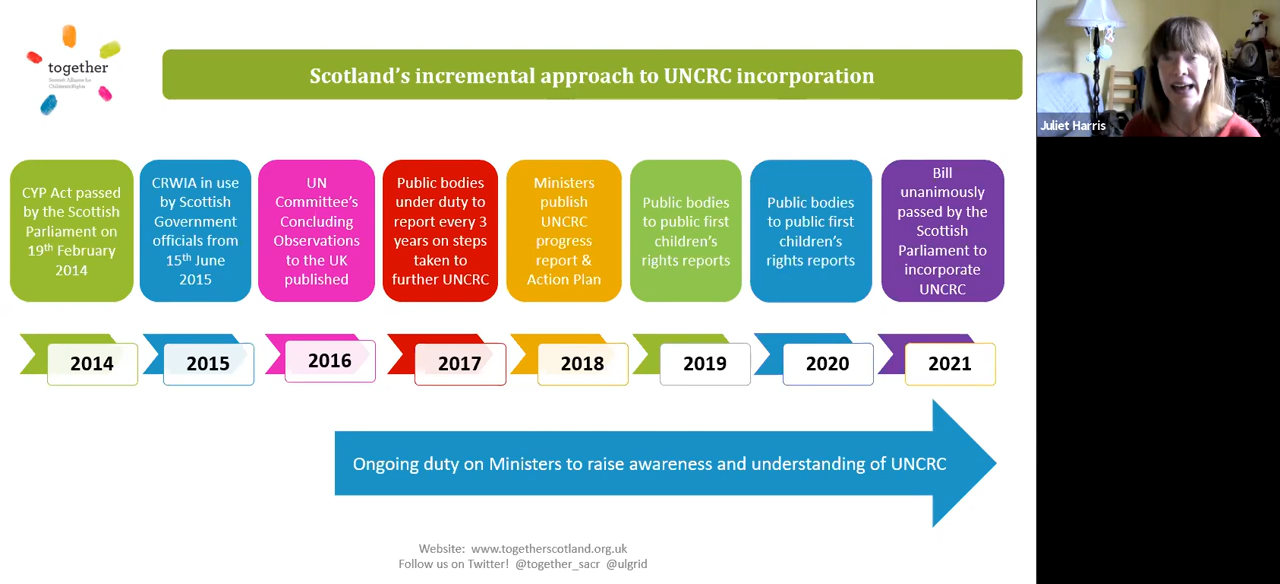 together
Scottish Alliance for
Children's Rights
Scotland's incremental approach to UNCRC incorporation
Juliet Harris
CYP Act passed
by the Scottish
Parliament on
19th February
2014
CRWIA in use
by Scottish
Government
officials from
15th June
2015
UN
Committee's
Concluding
Observations
to the UK
published
Public bodies
under duty to
report every 3
years on steps
taken to
further UNCRC
Ministers
publish
UNCRC
progress
report &
Action Plan
Public bodies
to public first
children's
rights reports
Public bodies
to public first
children's
rights reports
Bill
unanimously
passed by the
Scottish
Parliament to
incorporate
UNCRC
2014
2015
2016
2017
2018
2019
2020
2021
Ongoing duty on Ministers to raise awareness and understanding of UNCRC
Website: www.togetherscotland.org.uk
Follow us on Twitter! @together_sacr @ulgrid